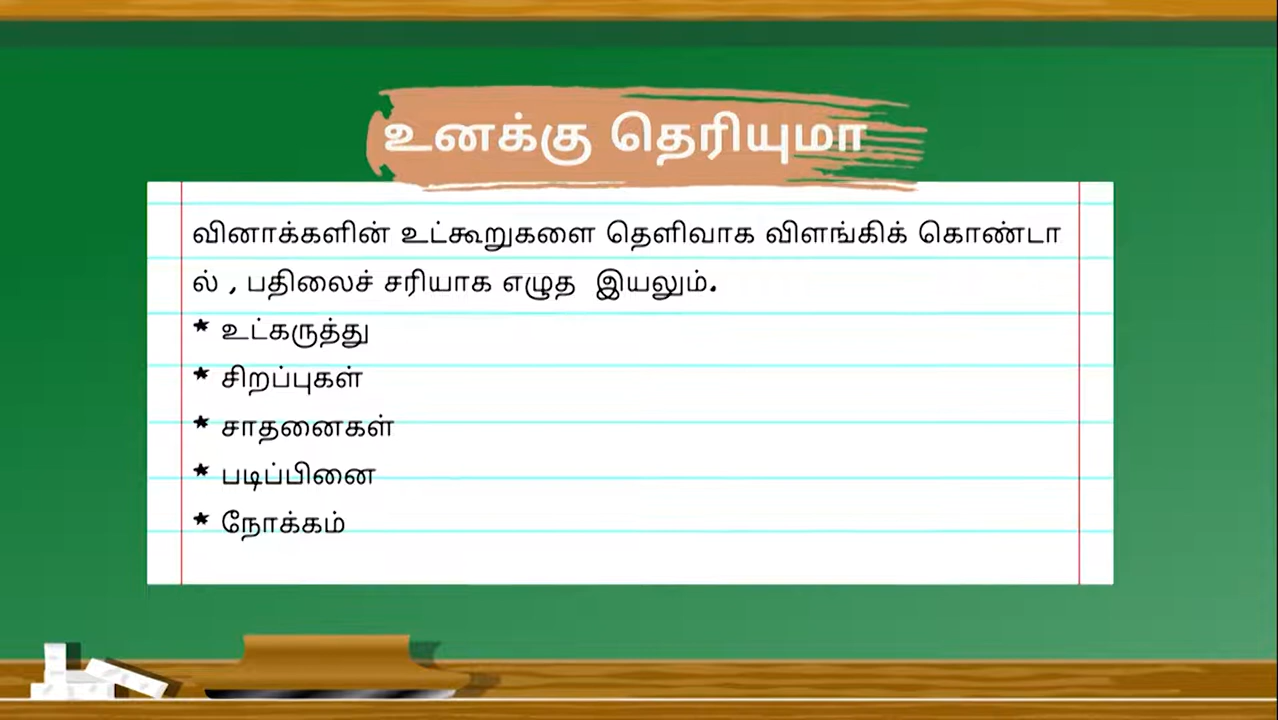 உனக்கு தெரியுமா
வினாக்களின் உட்கூறுகளை தெளிவாக விளங்கிக் கொண்டா
ல் , பதிலைச் சரியாக எழுத இயலும்.
* உட்கருத்து
* சிறப்புகள்
* சாதனைகள்
* படிப்பினை
* நோக்கம்